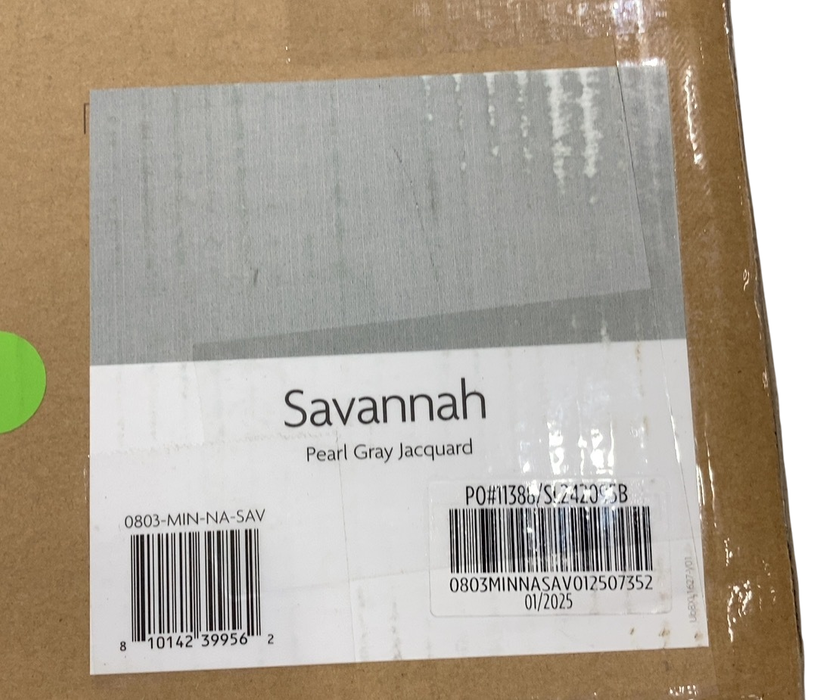 Savannah
Pearl Gray Jacquard
0803-MIN-NA-SAV
8 10142 39956 2
0803MINNASAV012507352
01/2025